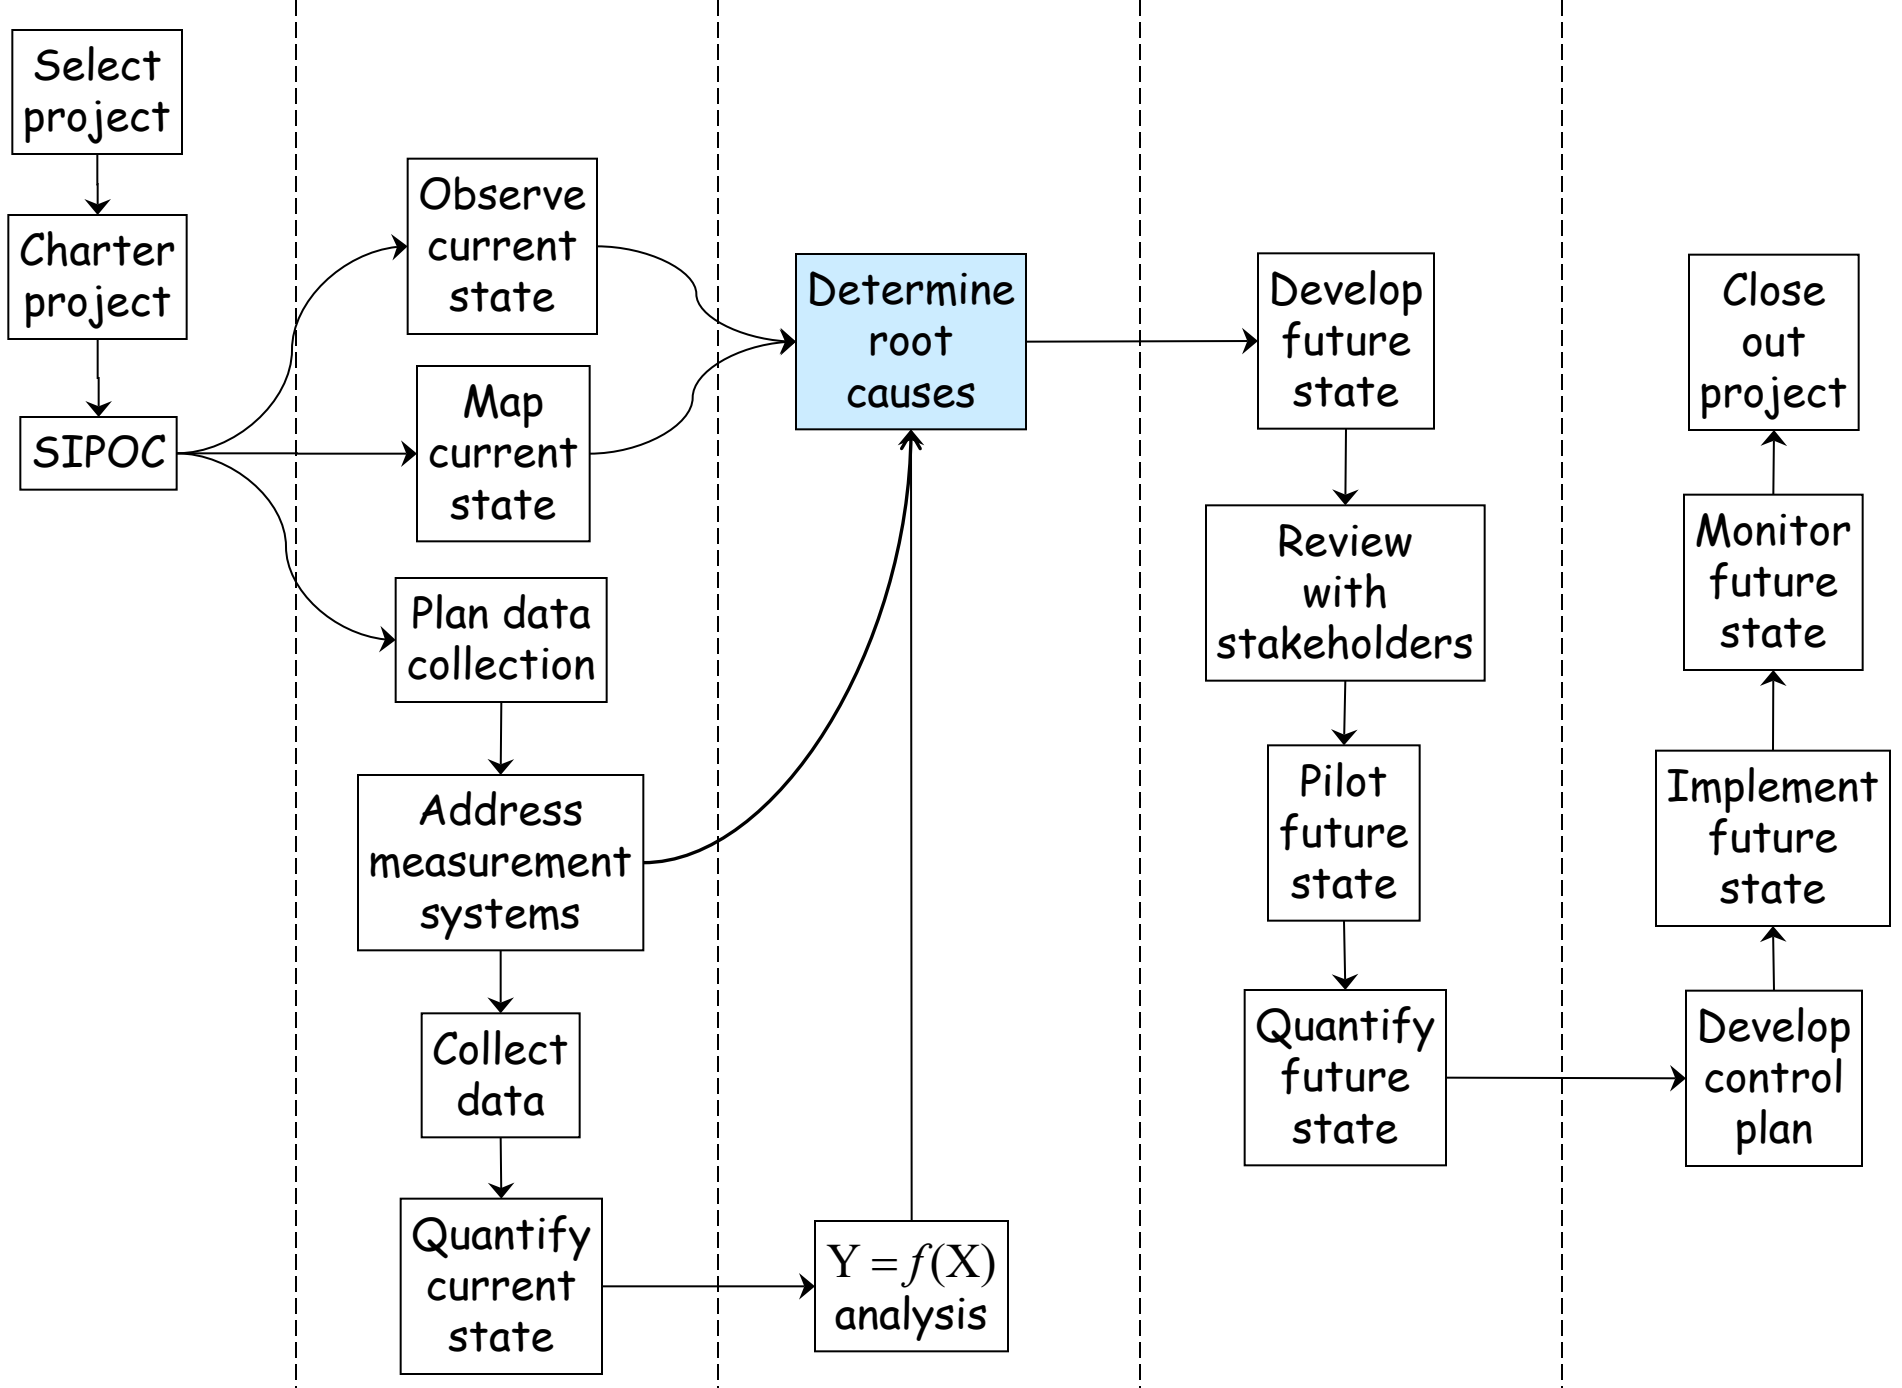 Select
project
Charter
project
SIPOC
Observe
current
state
Map
current
state
Plan data
collection
Address
measurement
systems
Collect
data
Quantify
current
state
Determine
root
causes
Y = f(X)
analysis
Develop
future
state
Review
with
stakeholders
Pilot
future
state
Quantify
future
state
Close
out
project
Monitor
future
state
Implement
future
state
Develop
control
plan